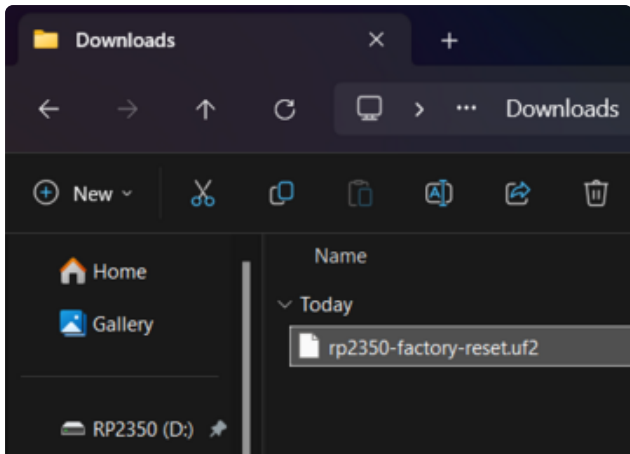 Downloads
Downloads
New
Name
Home
Today
Gallery
rp2350-factory-reset.uf2
RP2350 (D:)